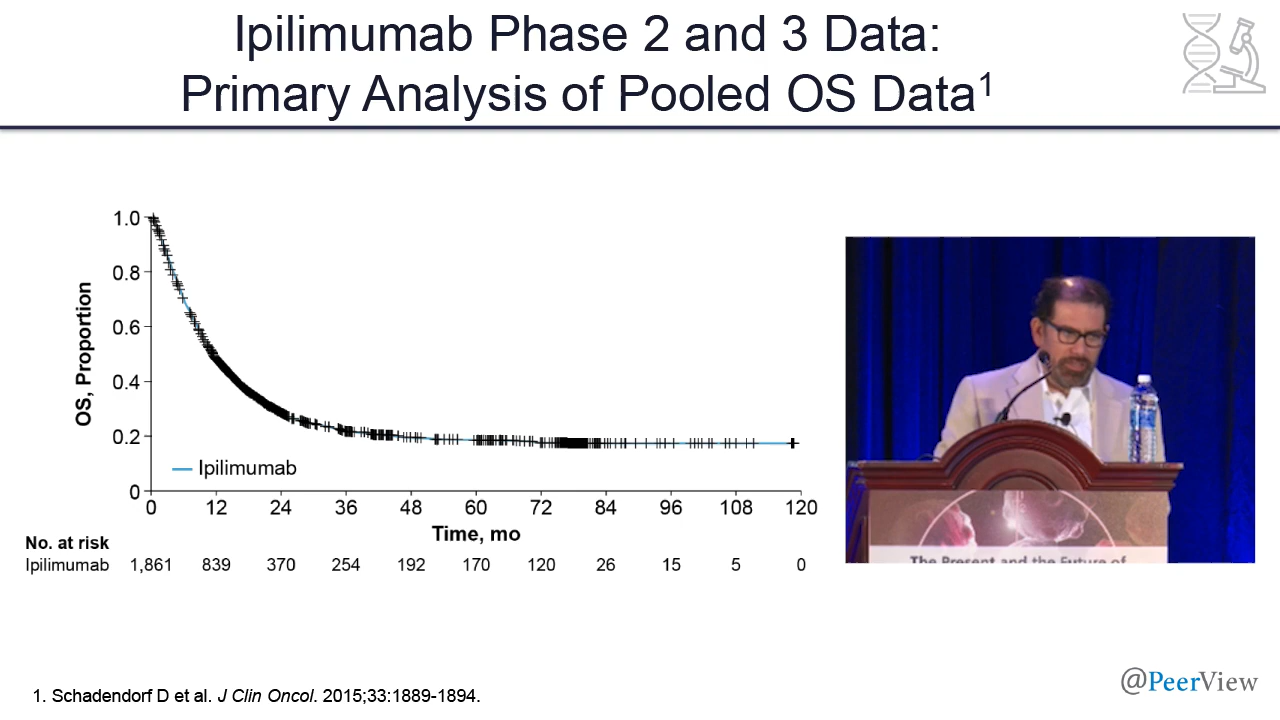 Ipilimumab Phase 2 and 3 Data:
Primary Analysis of Pooled OS Data1
1.0
0.8
0.6
0.4
0.2
0
OS, Proportion
Ipilimumab
0 12 24 36 48 60 72 84 96 108 120
Time, mo
No. at risk
Ipilimumab 1,861 839 370 254 192 170 120 26 15 5 0
The Present and the Future of
1. Schadendorf D et al. J Clin Oncol. 2015;33:1889-1894.
@PeerView